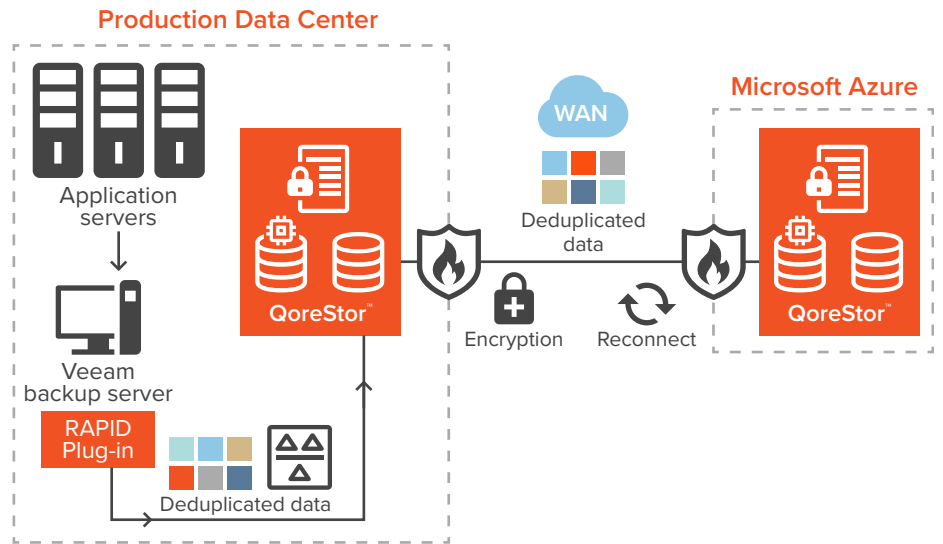 Production Data Center
Application
servers
Veeam
backup server
RAPID
Plug-in
Deduplicated data
QoreStor™
WAN
Deduplicated
data
Encryption
Reconnect
Microsoft Azure
QoreStor™